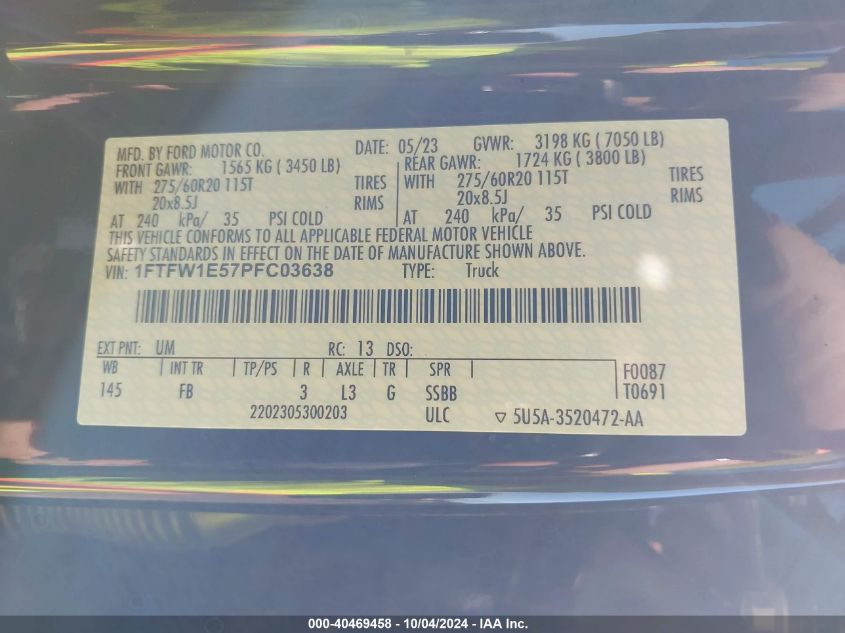 MFD. BY FORD MOTOR CO. DATE: 05/23 GVWR: 3198 KG ( 7050 LB)
FRONT GAWR: 1565 KG ( 3450 LB) REAR GAWR: 1724 KG ( 3800 LB)
WITH 275/60R20 115T TIRES WITH 275/60R20 115T TIRES
20x8.5J RIMS 20x8.5J RIMS
AT 240 kPa/ 35 PSI COLD AT 240 kPa/ 35 PSI COLD
THIS VEHICLE CONFORMS TO ALL APPLICABLE FEDERAL MOTOR VEHICLE
SAFETY STANDARDS IN EFFECT ON THE DATE OF MANUFACTURE SHOWN ABOVE.
VIN: 1FTFW1E57PFC03638 TYPE: Truck
EXT PNT: UM RC: 13 DSO:
WB INT TR TP/PS R AXLE TR SPR F0087
145 FB 3 L3 G SSBB T0691
2202305300203 ULC ▽ 5U5A-3520472-AA
000-40469458 - 10/04/2024 - IAA Inc.